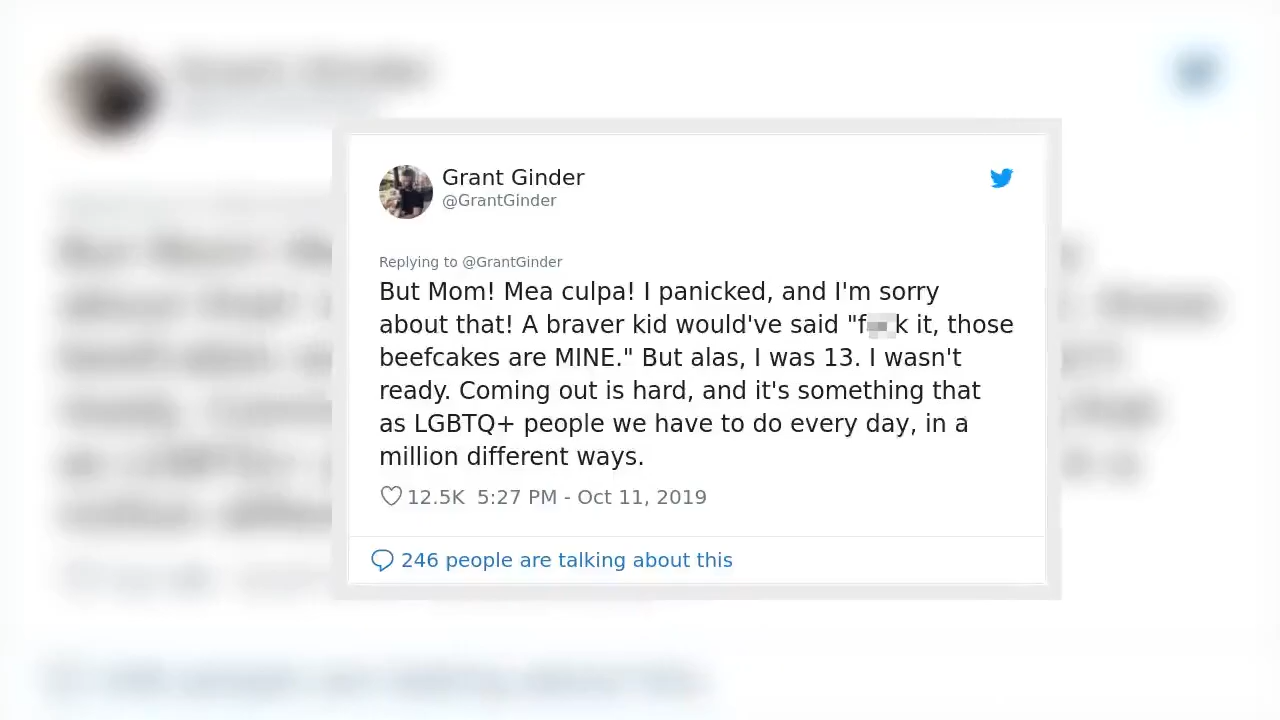 Grant Ginder
@GrantGinder
Replying to @GrantGinder
But Mom! Mea culpa! I panicked, and I'm sorry
about that! A braver kid would've said "f k it, those
beefcakes are MINE." But alas, I was 13. I wasn't
ready. Coming out is hard, and it's something that
as LGBTQ+ people we have to do every day, in a
million different ways.
12.5K 5:27 PM - Oct 11, 2019
246 people are talking about this